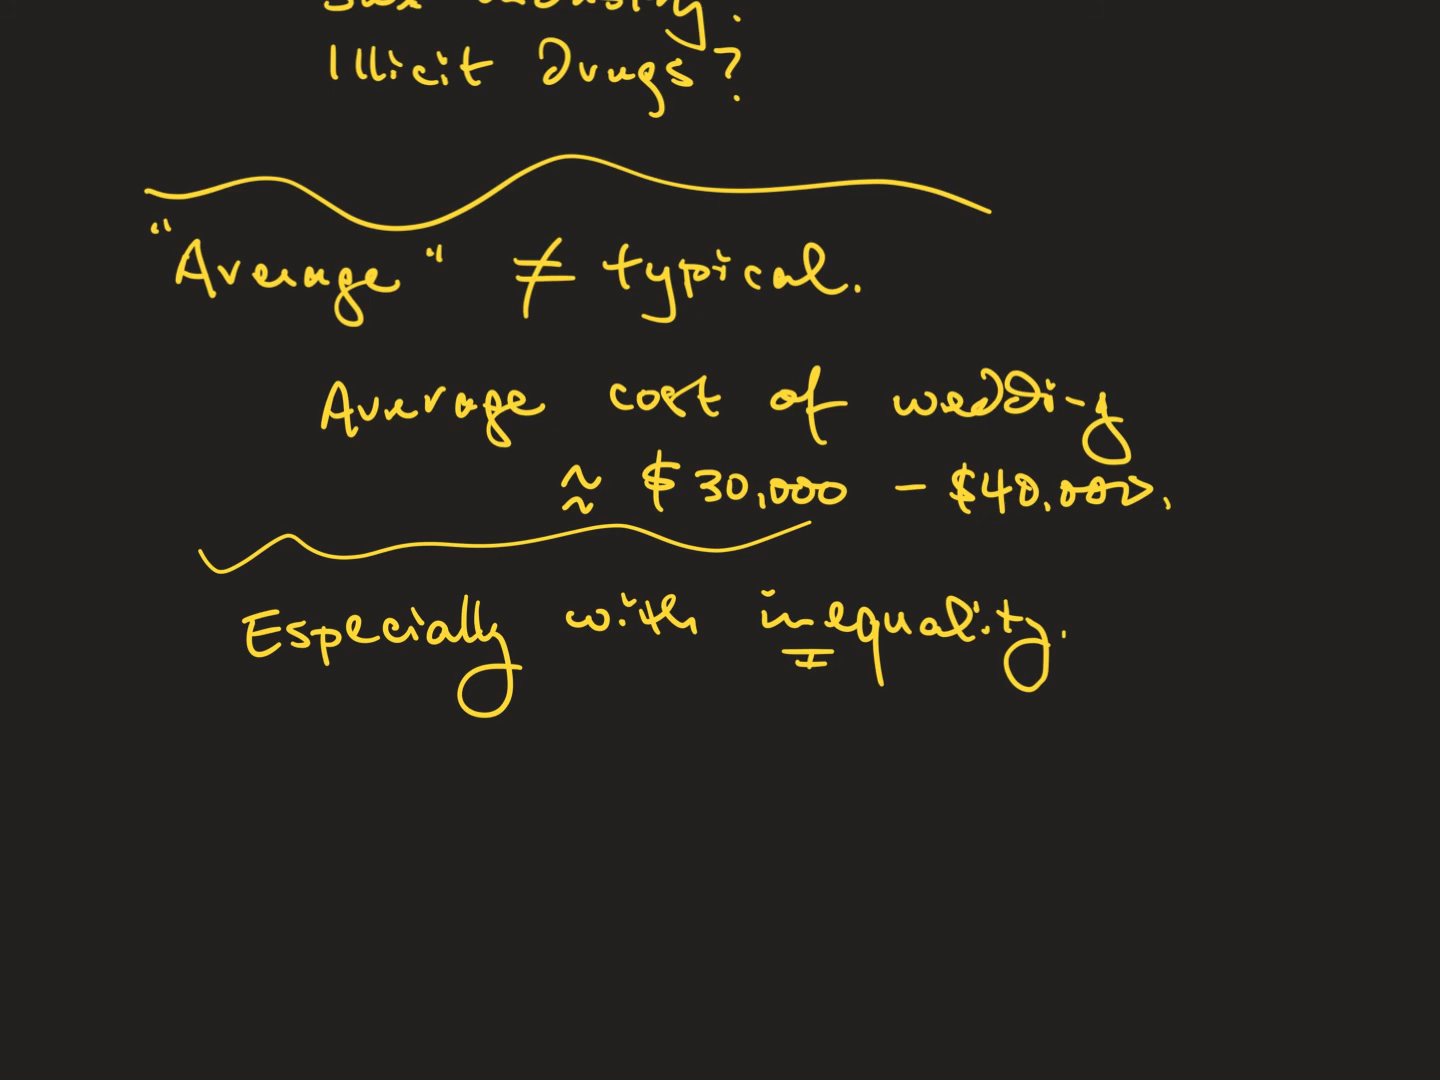 Illicit Drugs?
"Average" ≠ typical.
Average cost of wedding
≈ $30,000 - $40,000.
Especially with inequality.